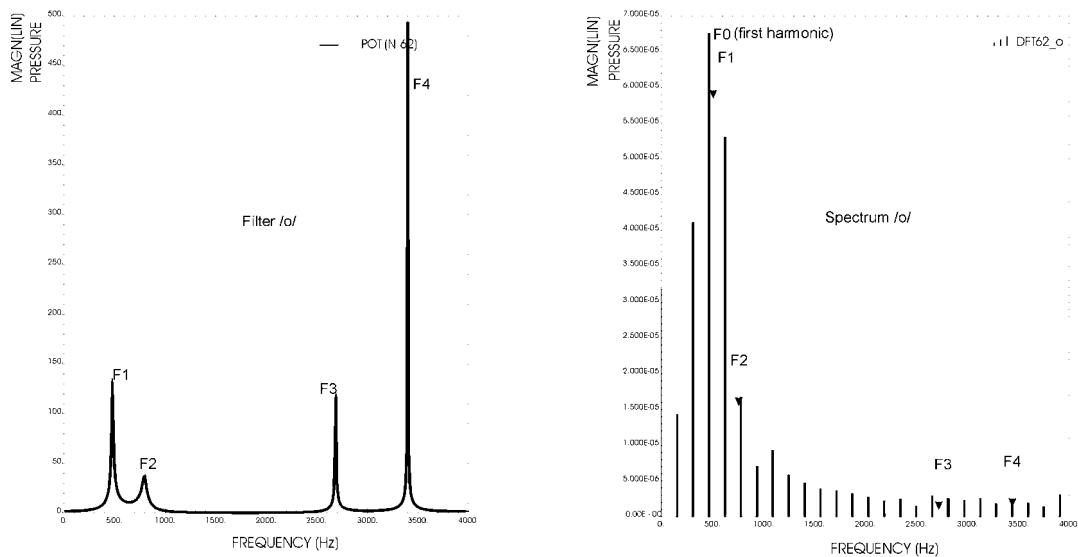 MAGN(LIN)
PRESSURE
500.
450.
400.
350.
300.
250.
200.
150.
100.
50.
0.
POT (N 62)
F4
Filter /o/
F1
F2
F3
0.
500.
1000.
1500.
2000.
2500.
3000.
3500.
4000.
FREQUENCY (Hz)
MAGN(LIN)
PRESSURE
7.000E-05
6.500E-05
6.000E-05
5.500E-05
5.000E-05
4.500E-05
4.000E-05
3.500E-05
3.000E-05
2.500E-05
2.000E-05
1.500E-05
1.000E-05
5.000E-06
0.00E -00
F0 (first harmonic)
F1
DFT62_o
Spectrum /o/
F2
F3
F4
0.
500
1000.
1500.
2000.
2500.
3000.
3500.
4000.
FREQUENCY (Hz)